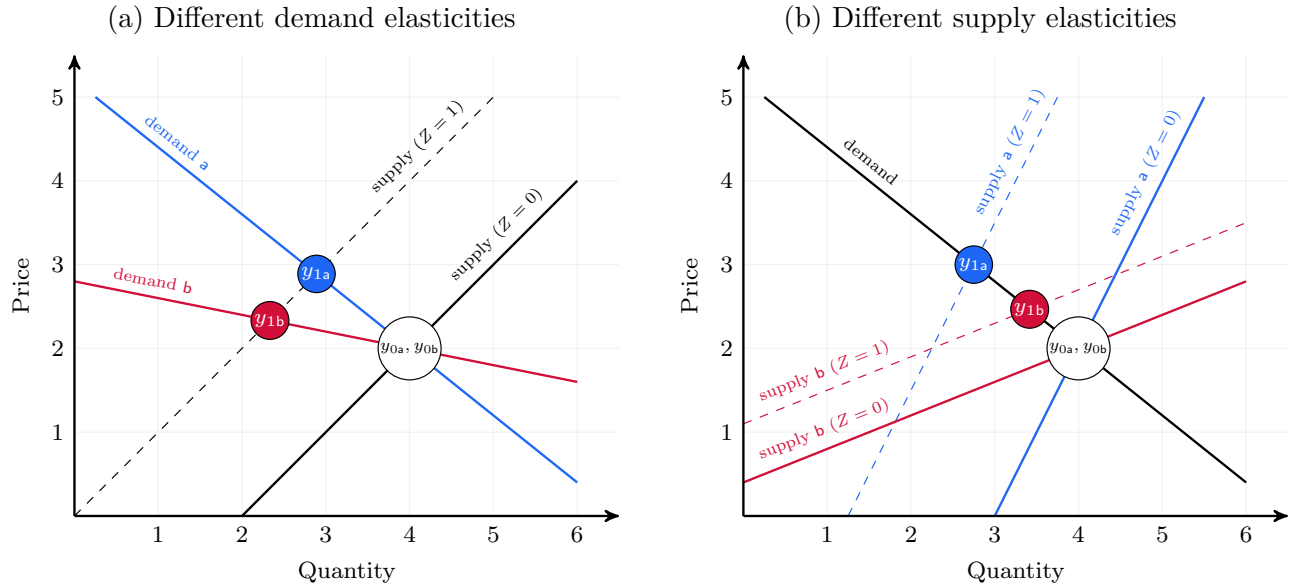 (a) Different demand elasticities
Price
5
4
3
2
1
demand a
demand b
supply (Z = 1)
supply (Z = 0)
y1a
y1b
y0a, y0b
1 2 3 4 5 6
Quantity
(b) Different supply elasticities
Price
5
4
3
2
1
demand
supply a (Z = 1)
supply a (Z = 0)
y1a
y1b
y0a, y0b
supply b (Z = 1)
supply b (Z = 0)
1 2 3 4 5 6
Quantity